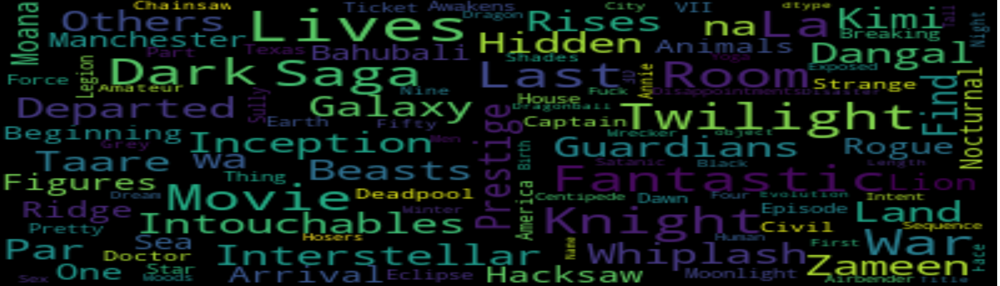 Chainsaw
Ticket
Awakens
City
VII
dtype
Moana
Others
Lives
Dragon
Rises
na
La
Kimi
Tall
Night
Manchester
Hidden
Breaking
Part
Texas
Bahubali
Animals
Dangal
Shades
Yoga
Legion
Dark
Saga
Last
3D
Annie
Room
Exposed
Force
Amateur
Nine
Fuck
Disappointments
Disaster
Strange
Find
Nocturnal
Departed
Sully
Galaxy
House
Dragonball
Twilight
Earth
Fifty
Prestige
Captain
Beginning
Grey
Inception
Men
Wrecker
object
Birth
Guardians
Rogue
Taare
wa
Beasts
Satanic
Black
Length
Figures
Thing
Fantastic
Lion
Dream
Movie
Deadpool
America
Centipede
Dawn
Four
Evolution
Intent
Ridge
Winter
Knight
Episode
Land
Pretty
Intouchables
Civil
Sequence
Hosers
Human
Sea
Par
Doctor
Interstellar
Name
Whiplash
First
War
Face
One
Star
Woods
Zameen
Sex
Arrival
Eclipse
Hacksaw
Moonlight
Airbender
Title